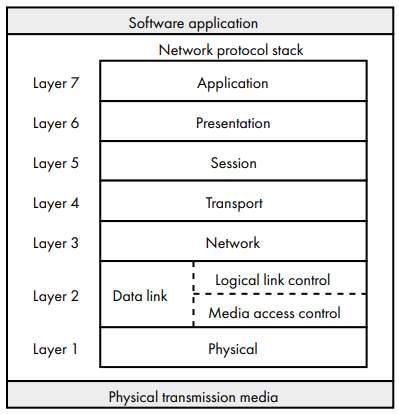 Software application
Network protocol stack
Layer 7 Application
Layer 6 Presentation
Layer 5 Session
Layer 4 Transport
Layer 3 Network
Layer 2 Data link
Logical link control
Media access control
Layer 1 Physical
Physical transmission media